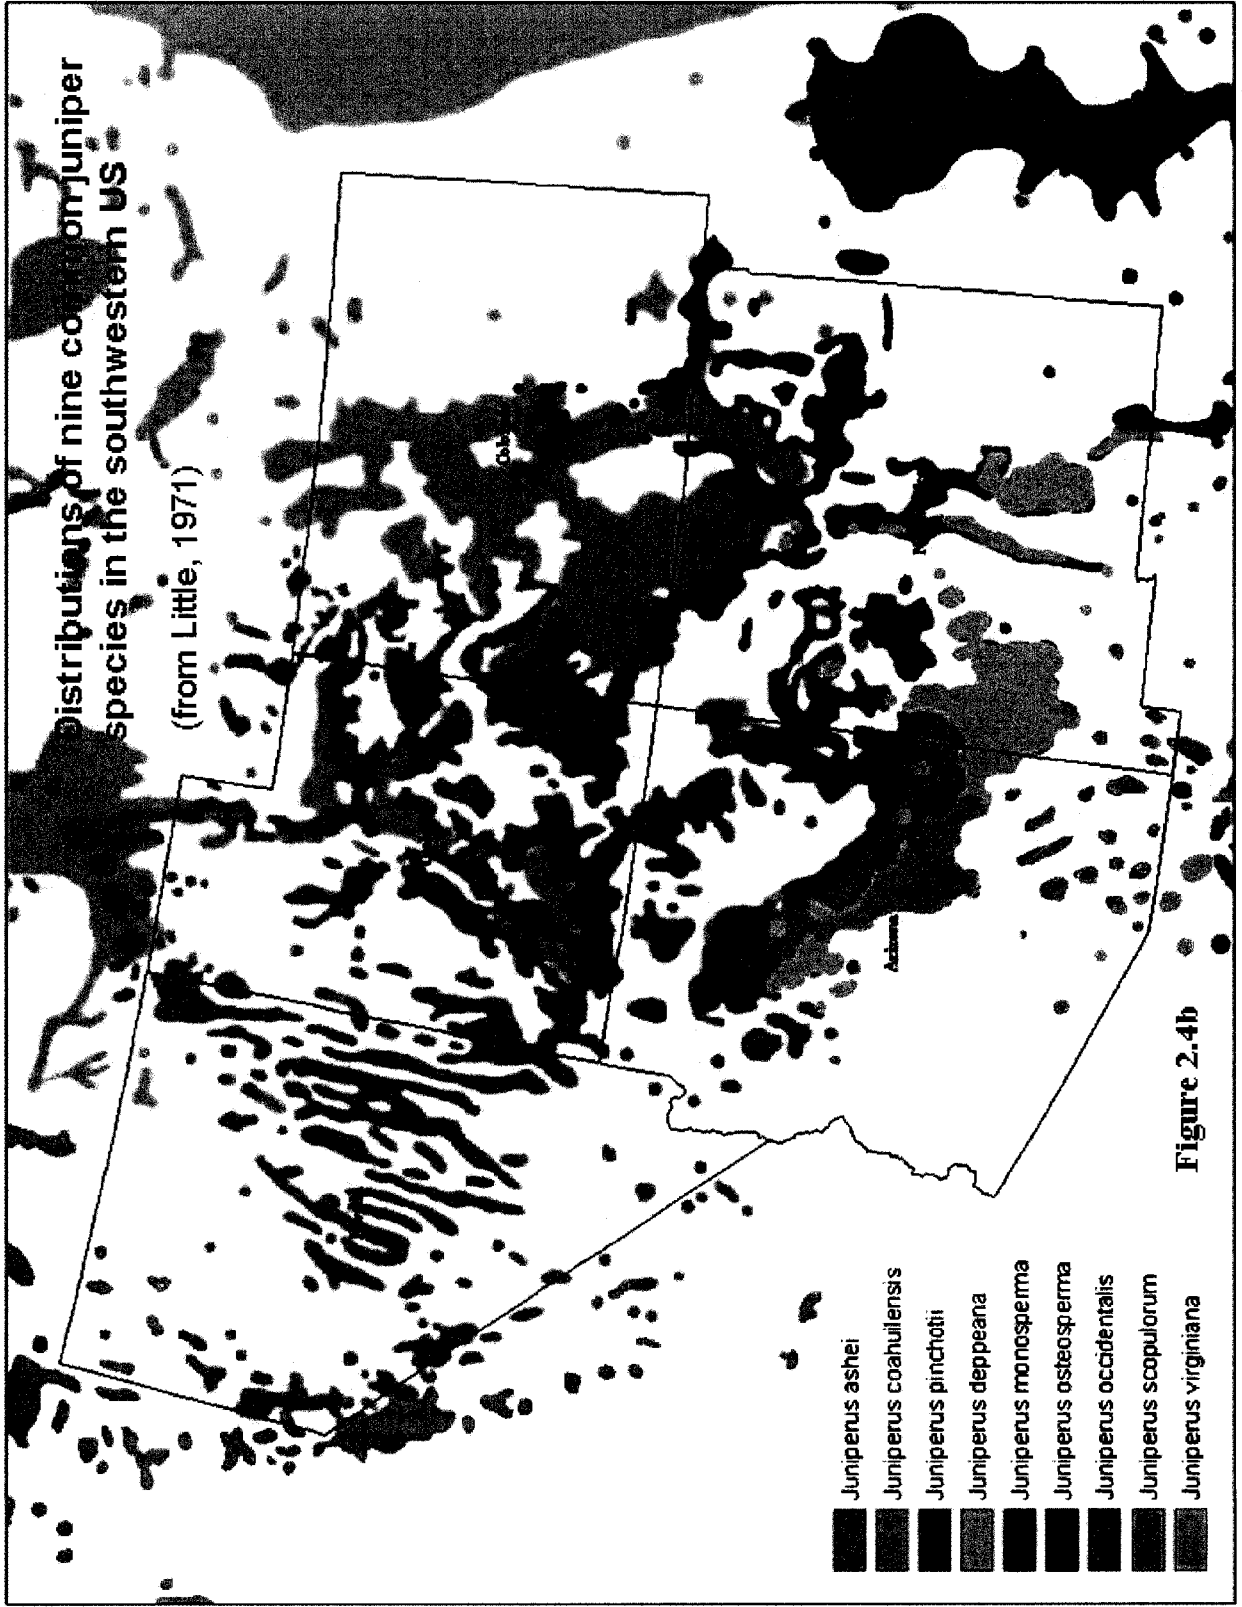 Distributions of nine common juniper
species in the southwestern US
(from Little, 1971)
Arizona
Juniperus ashei
Juniperus coahuilensis
Juniperus pinchotii
Juniperus deppeana
Juniperus monosperma
Juniperus osteosperma
Juniperus occidentalis
Juniperus scopulorum
Juniperus virginiana
Figure 2.4b